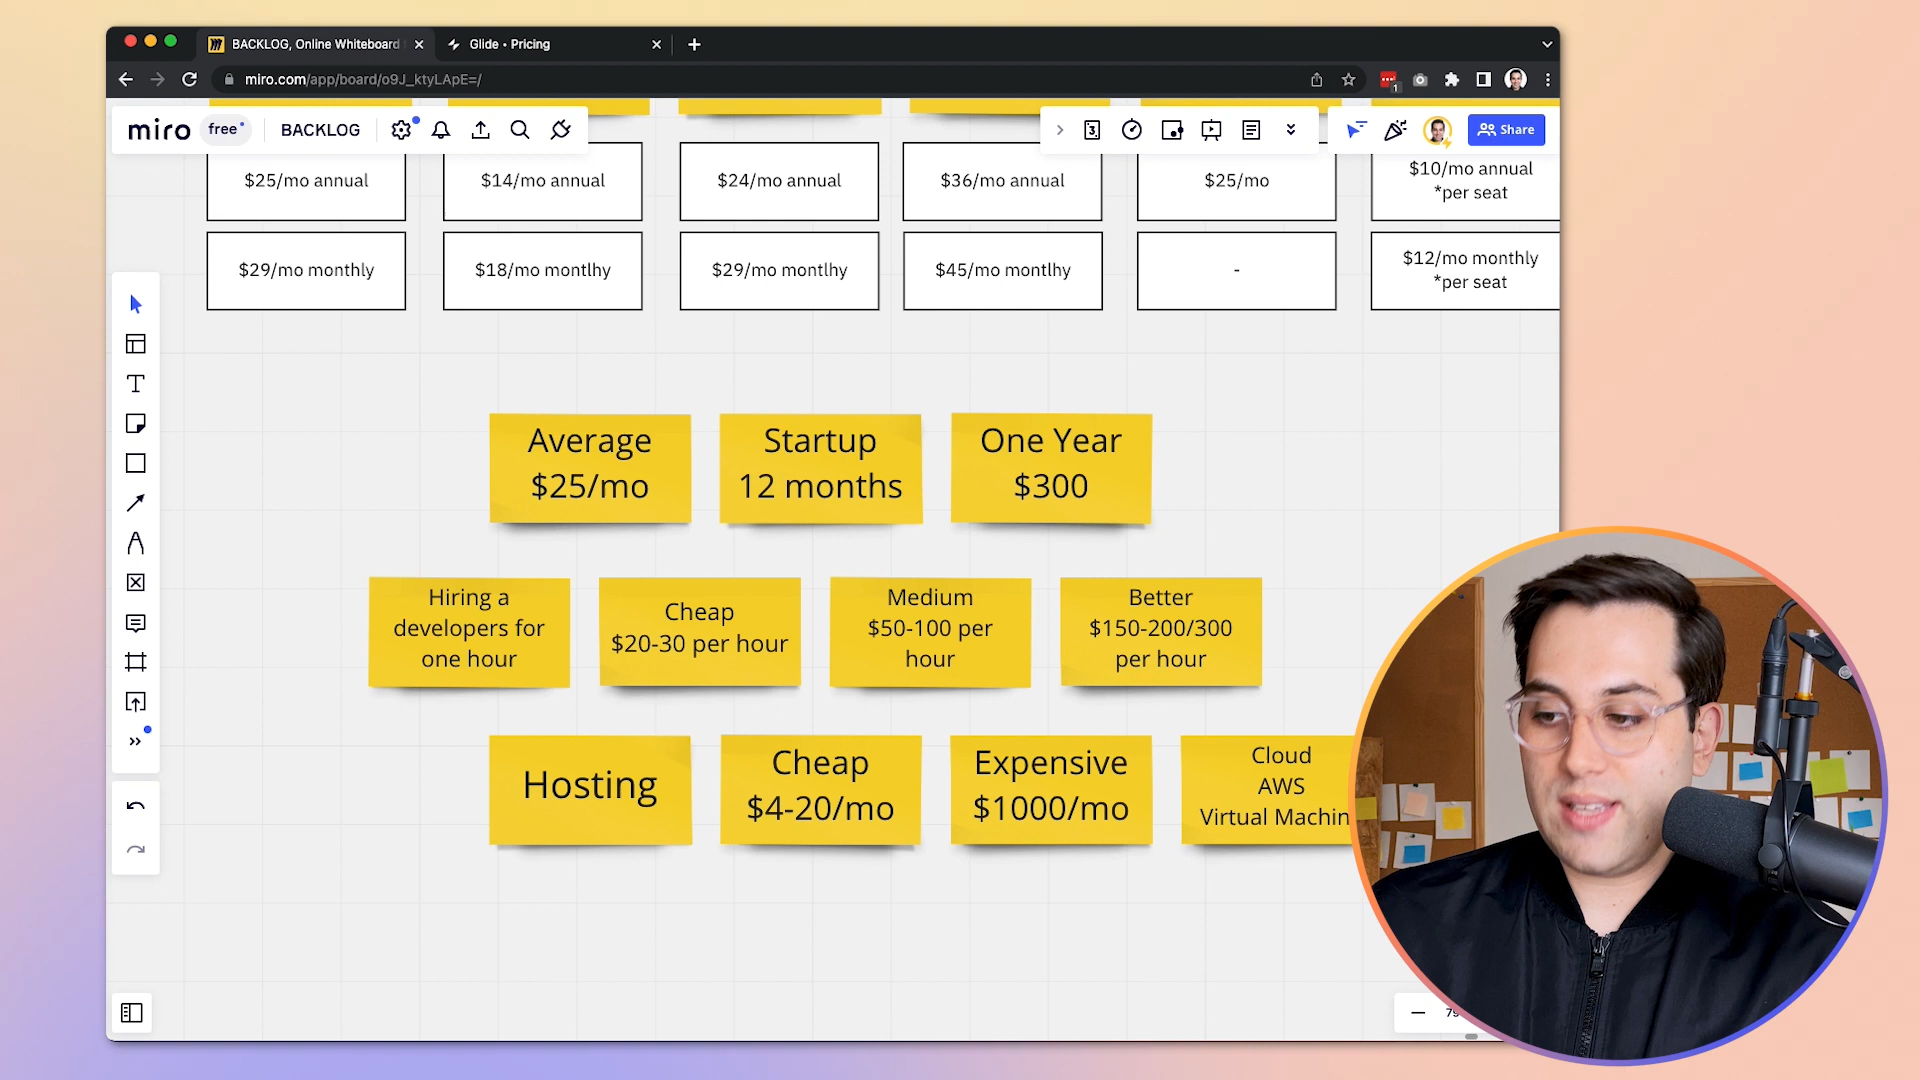 BACKLOG, Online Whiteboard
Glide • Pricing
miro.com/app/board/o9J_ktyLApE=/
1
miro
free
BACKLOG
3
Share
$25/mo annual
$14/mo annual
$24/mo annual
$36/mo annual
$25/mo
$10/mo annual
*per seat
$29/mo monthly
$18/mo montlhy
$29/mo montlhy
$45/mo montlhy
-
$12/mo monthly
*per seat
Average
$25/mo
Startup
12 months
One Year
$300
Hiring a
developers for
one hour
Cheap
$20-30 per hour
Medium
$50-100 per
hour
Better
$150-200/300
per hour
Hosting
Cheap
$4-20/mo
Expensive
$1000/mo
Cloud
AWS
Virtual Machin